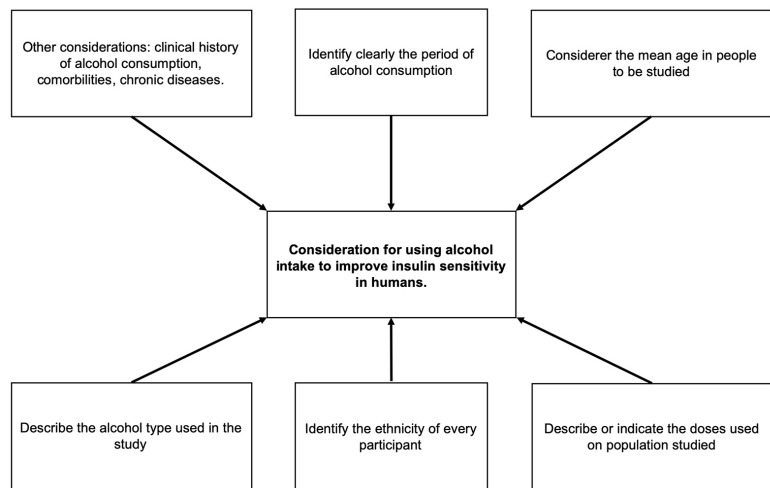 Other considerations: clinical history
of alcohol consumption,
comorbilities, chronic diseases.
Identify clearly the period of
alcohol consumption
Considerer the mean age in people
to be studied
Consideration for using alcohol
intake to improve insulin sensitivity
in humans.
Describe the alcohol type used in the
study
Identify the ethnicity of every
participant
Describe or indicate the doses used
on population studied